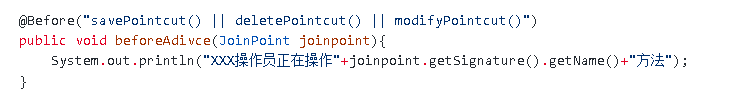 @Before("savePointcut() || deletePointcut() || modifyPointcut()")
public void beforeAdivce(JoinPoint joinpoint){
    System.out.println("XXX操作员正在操作"+joinpoint.getSignature().getName()+"方法");
}